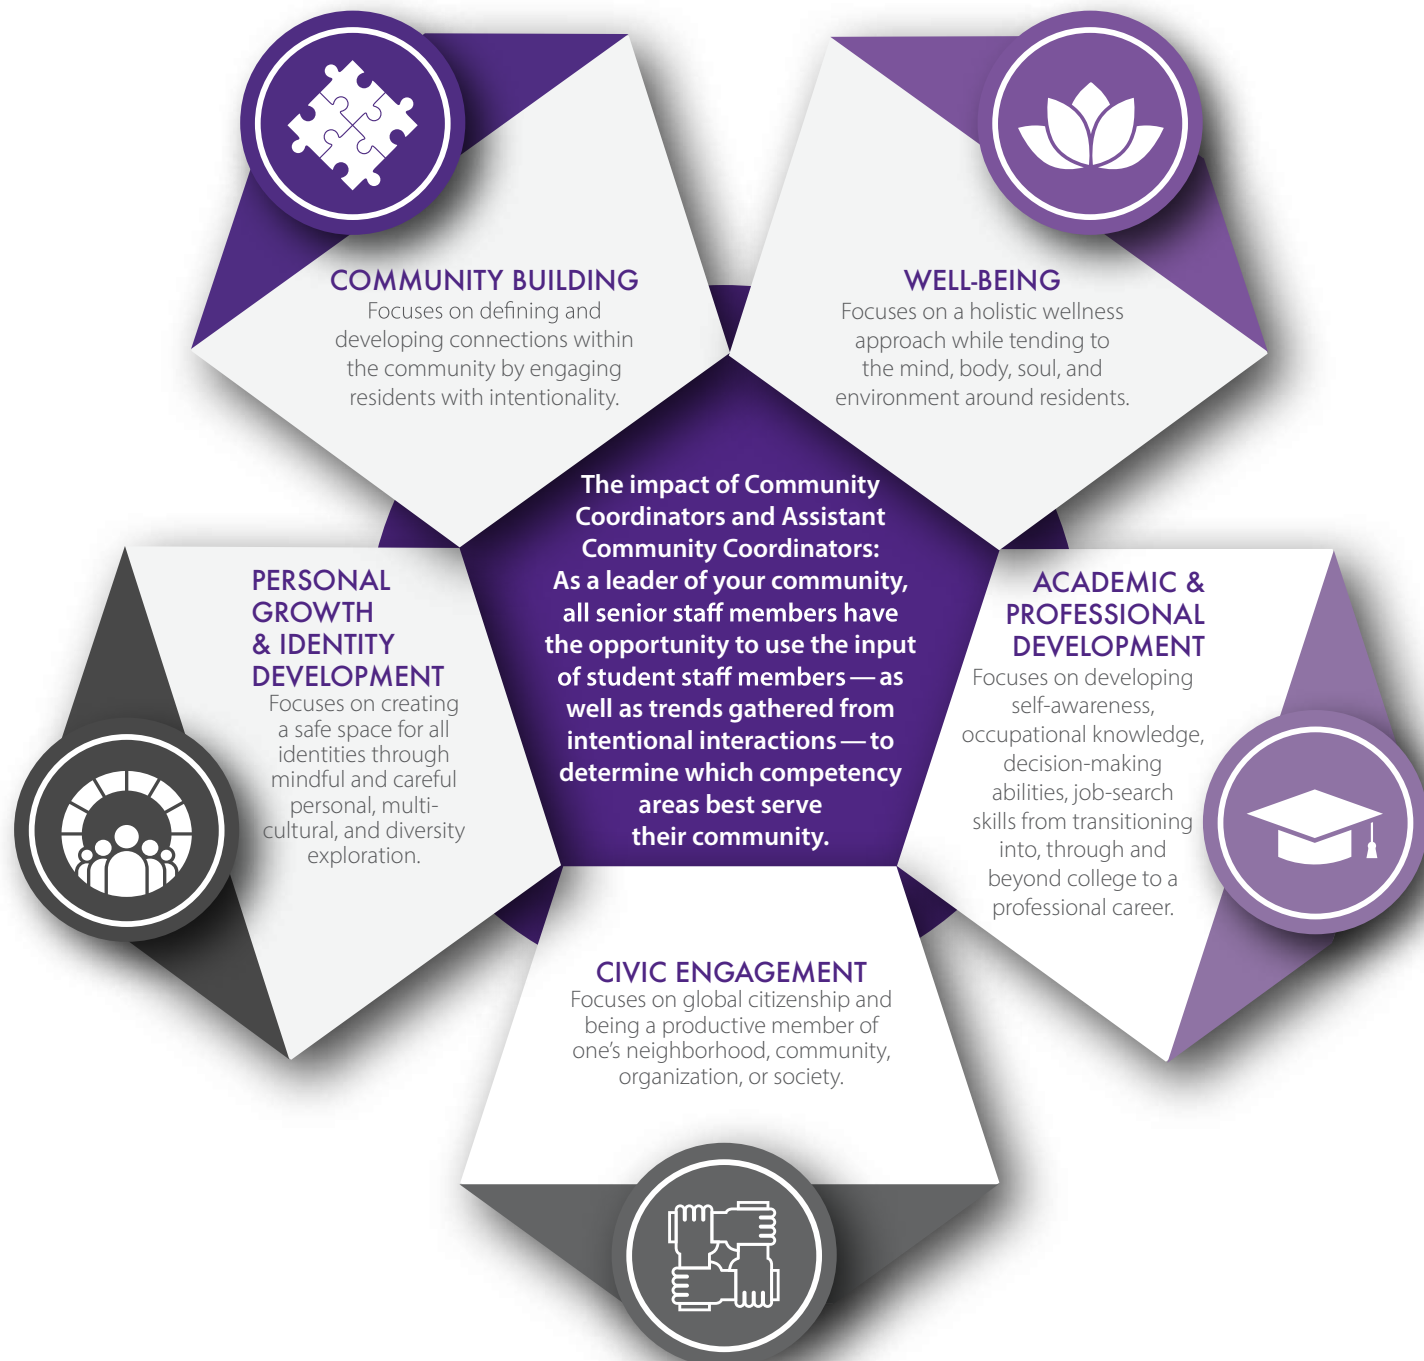 COMMUNITY BUILDING
Focuses on defining and
developing connections within
the community by engaging
residents with intentionality.
WELL-BEING
Focuses on a holistic wellness
approach while tending to
the mind, body, soul, and
environment around residents.
The impact of Community
Coordinators and Assistant
Community Coordinators:
As a leader of your community,
all senior staff members have
the opportunity to use the input
of student staff members — as
well as trends gathered from
intentional interactions — to
determine which competency
areas best serve
their community.
PERSONAL
GROWTH
& IDENTITY
DEVELOPMENT
Focuses on creating
a safe space for all
identities through
mindful and careful
personal, multi-
cultural, and diversity
exploration.
ACADEMIC &
PROFESSIONAL
DEVELOPMENT
Focuses on developing
self-awareness,
occupational knowledge,
decision-making
abilities, job-search
skills from transitioning
into, through and
beyond college to a
professional career.
CIVIC ENGAGEMENT
Focuses on global citizenship and
being a productive member of
one's neighborhood, community,
organization, or society.